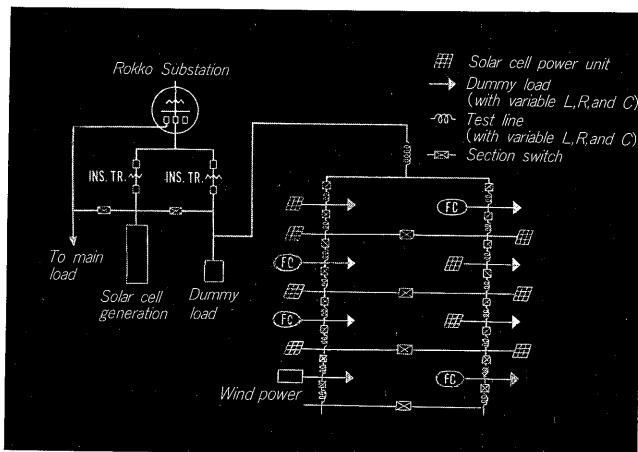 Rokko Substation
INS. TR.
INS. TR.
To main
load
Solar cell
generation
Dummy
load
Solar cell power unit
Dummy load
(with variable L,R,and C)
Test line
(with variable L,R,and C)
Section switch
FC
FC
FC
FC
Wind power